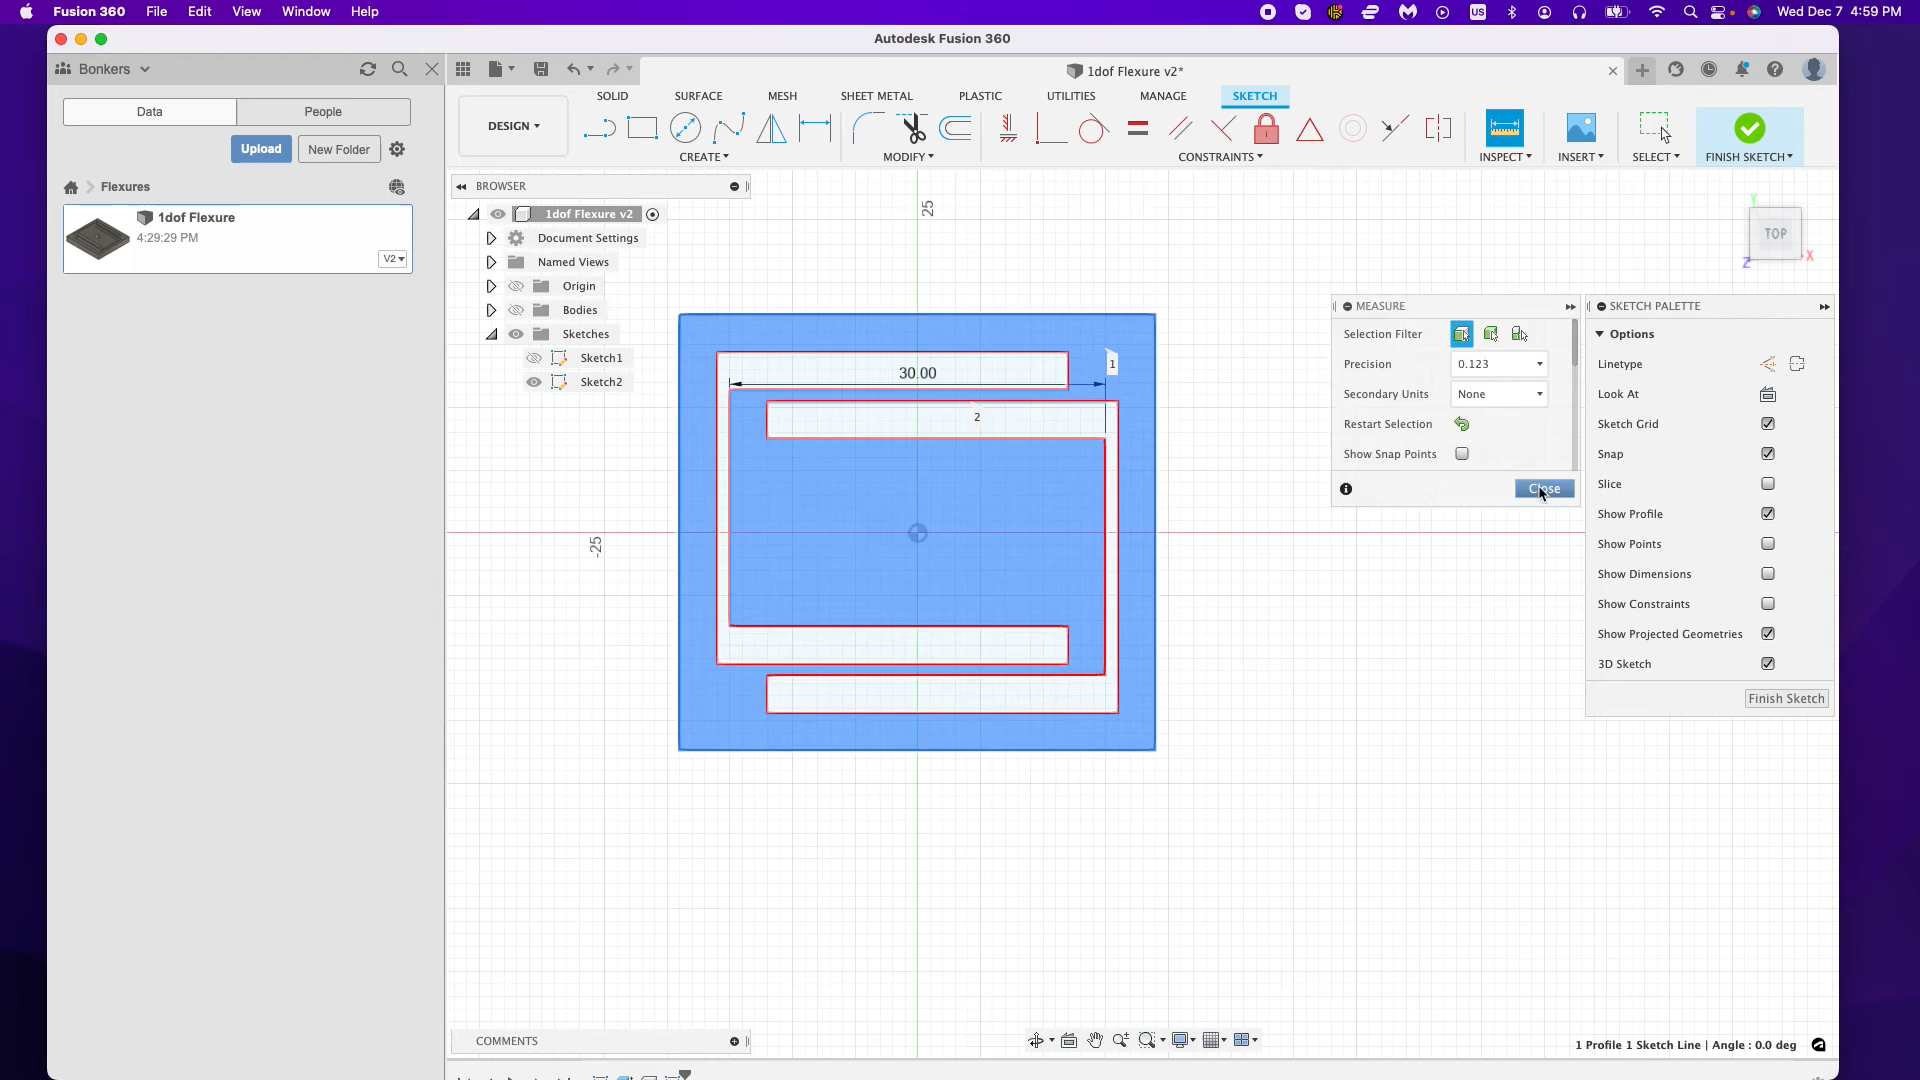 Fusion 360 File Edit View Window Help
US Wed Dec 7 4:59 PM
Autodesk Fusion 360
Bonkers
1dof Flexure v2*
Data People
Upload New Folder
Flexures
1dof Flexure
4:29:29 PM
V2
SOLID SURFACE MESH SHEET METAL PLASTIC UTILITIES MANAGE SKETCH
DESIGN
CREATE MODIFY CONSTRAINTS INSPECT INSERT SELECT FINISH SKETCH
BROWSER
1dof Flexure v2
Document Settings
Named Views
Origin
Bodies
Sketches
Sketch1
Sketch2
25
-25
30.00
1
2
TOP
Y
X
Z
MEASURE
Selection Filter
Precision 0.123
Secondary Units None
Restart Selection
Show Snap Points
Close
SKETCH PALETTE
Options
Linetype
Look At
Sketch Grid
Snap
Slice
Show Profile
Show Points
Show Dimensions
Show Constraints
Show Projected Geometries
3D Sketch
Finish Sketch
COMMENTS
1 Profile 1 Sketch Line | Angle : 0.0 deg